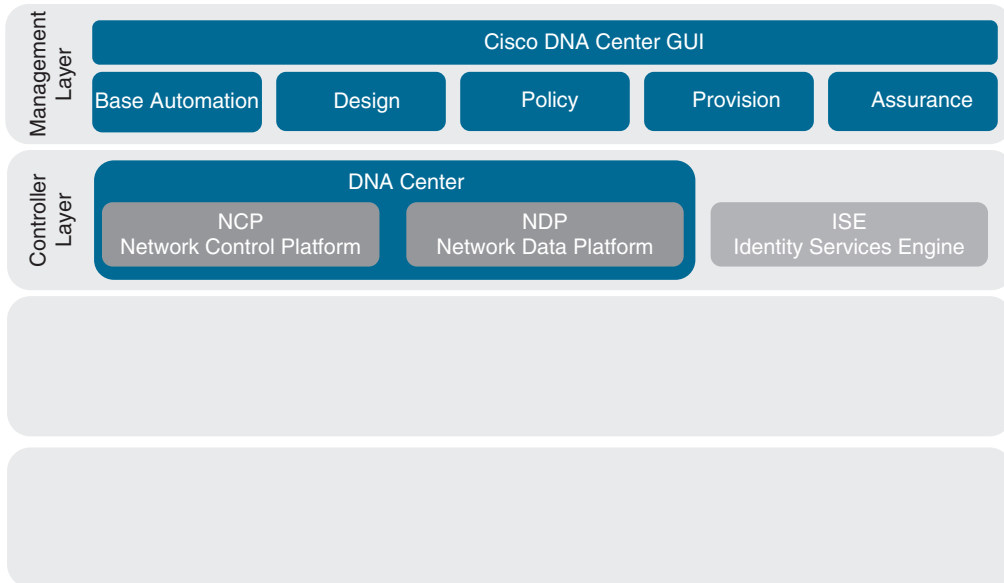 Management
Layer
Cisco DNA Center GUI
Base Automation
Design
Policy
Provision
Assurance
Controller
Layer
DNA Center
NCP
Network Control Platform
NDP
Network Data Platform
ISE
Identity Services Engine